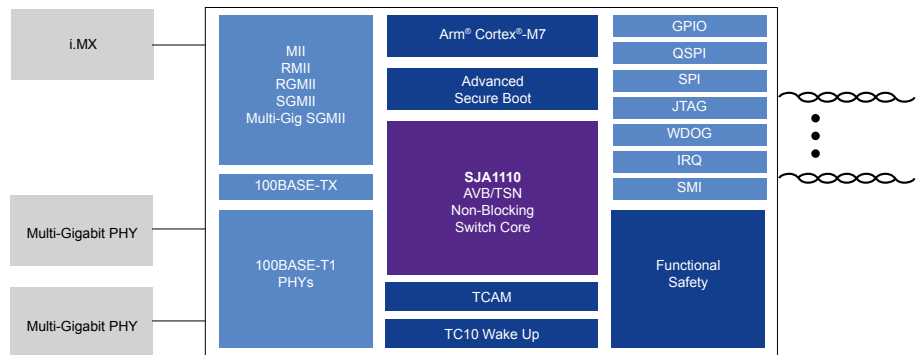 i.MX
Multi-Gigabit PHY
Multi-Gigabit PHY
MII
RMII
RGMII
SGMII
Multi-Gig SGMII
100BASE-TX
100BASE-T1
PHYs
Arm® Cortex®-M7
Advanced
Secure Boot
SJA1110
AVB/TSN
Non-Blocking
Switch Core
TCAM
TC10 Wake Up
GPIO
QSPI
SPI
JTAG
WDOG
IRQ
SMI
Functional
Safety